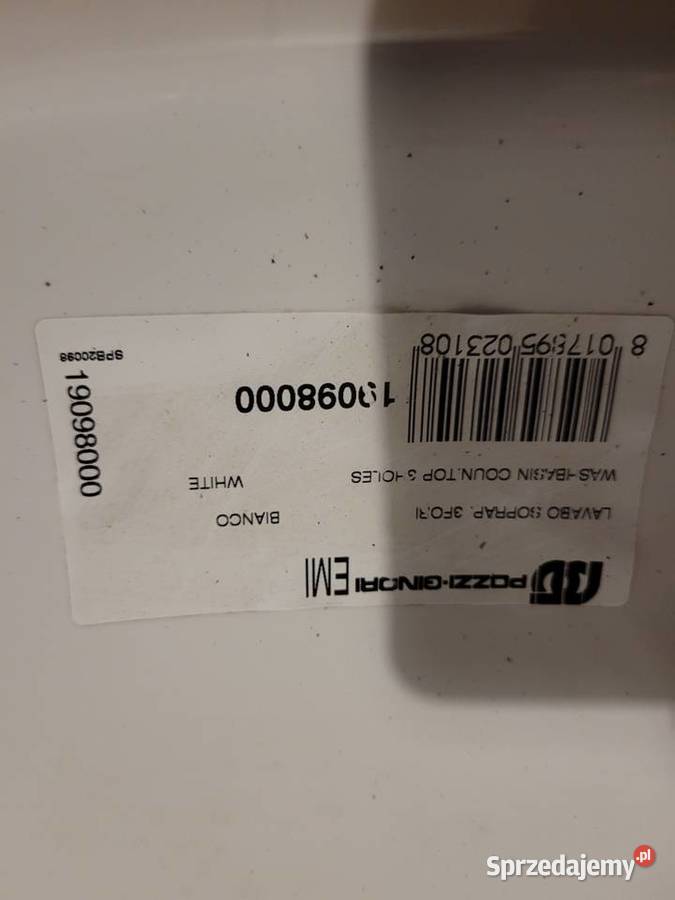 POZZI-GINORI EMI
LAVABO SOPRAP. 3FORI BIANCO
WASHBASIN COUN.TOP 3 HOLES WHITE
19098000
8 017895 023108
19098000
SPB20098
Sprzedajemy.pl